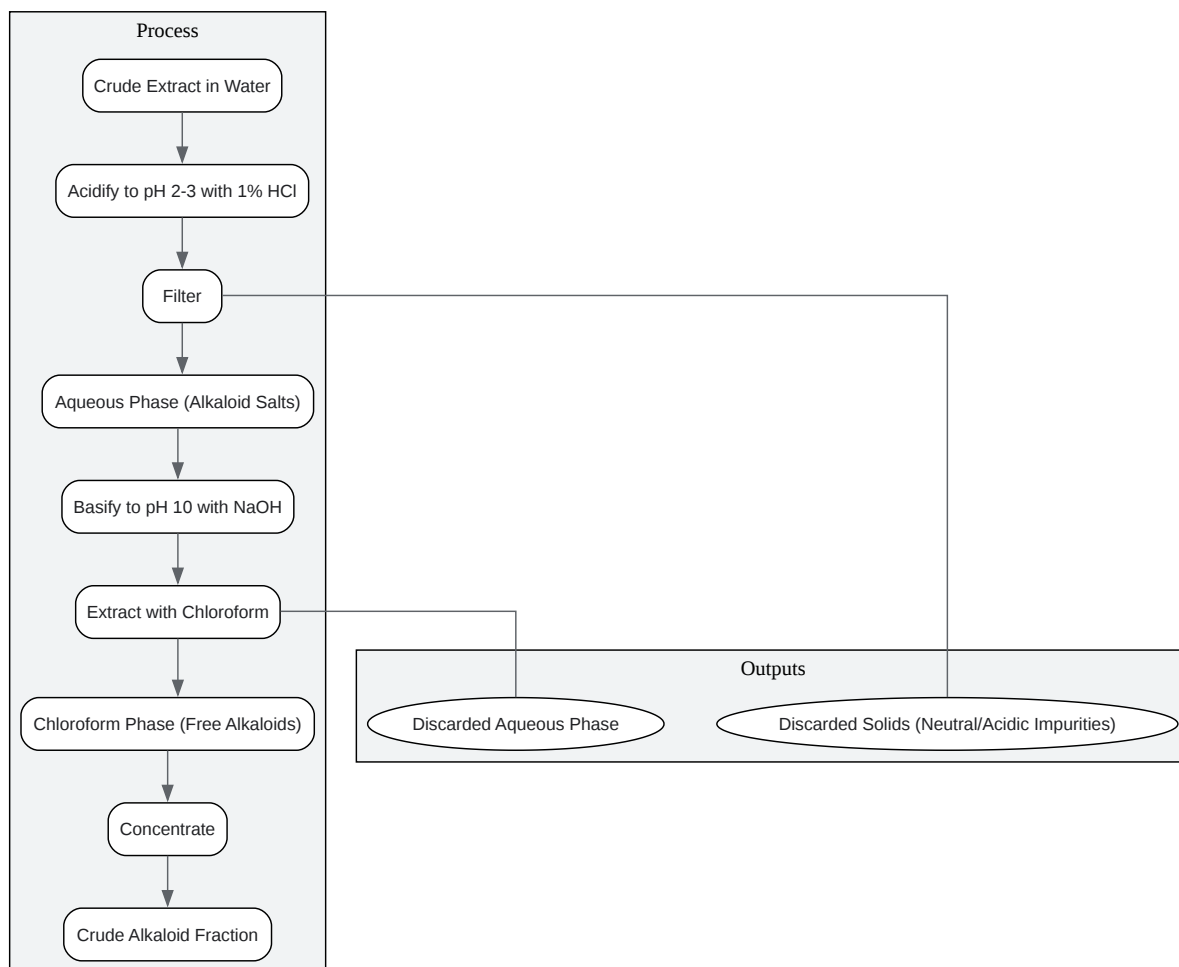 Process
Crude Extract in Water
Acidify to pH 2-3 with 1% HCl
Filter
Aqueous Phase (Alkaloid Salts)
Basify to pH 10 with NaOH
Extract with Chloroform
Chloroform Phase (Free Alkaloids)
Concentrate
Crude Alkaloid Fraction
Outputs
Discarded Aqueous Phase
Discarded Solids (Neutral/Acidic Impurities)